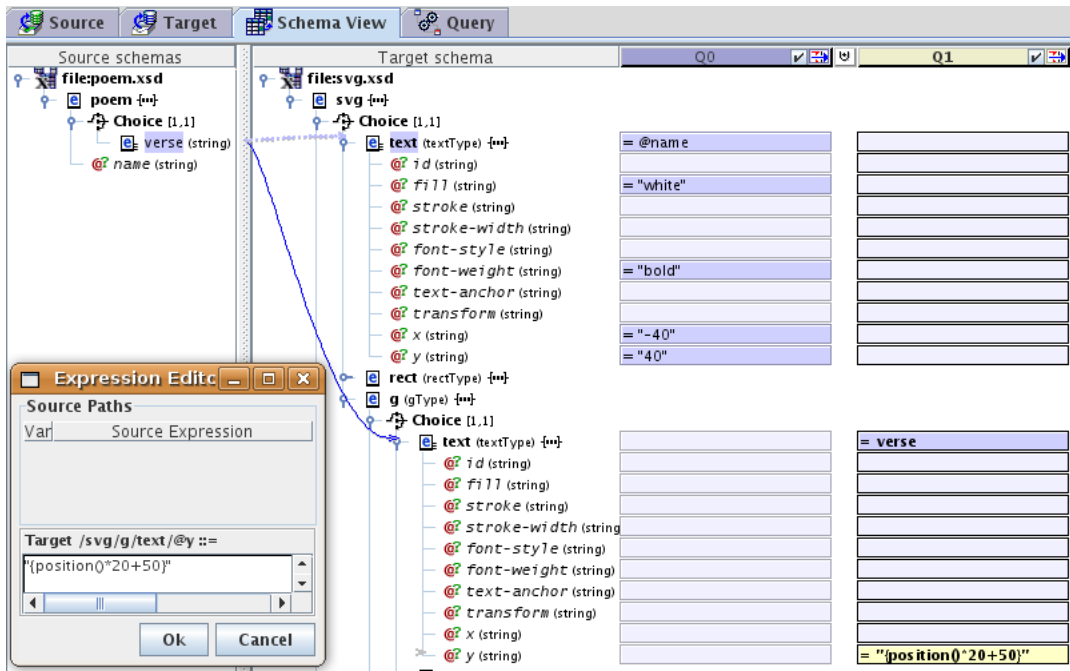 Source Target Schema View Query
Source schemas Target schema Q0 Q1
file:poem.xsd file:svg.xsd
poem svg
Choice [1,1] Choice [1,1]
verse (string) text (textType) = @name
name (string) id (string)
fill (string) = "white"
stroke (string)
stroke-width (string)
font-style (string)
font-weight (string) = "bold"
text-anchor (string)
transform (string)
x (string) = "-40"
y (string) = "40"
rect (rectType)
g (gType)
Choice [1,1]
text (textType) = verse
id (string)
fill (string)
stroke (string)
stroke-width (string
font-style (string)
font-weight (string)
text-anchor (string)
transform (string)
x (string)
y (string) = "{position()*20+50}"
Expression Editc
Source Paths
Var Source Expression
Target /svg/g/text/@y ::=
"{position()*20+50}"
Ok Cancel